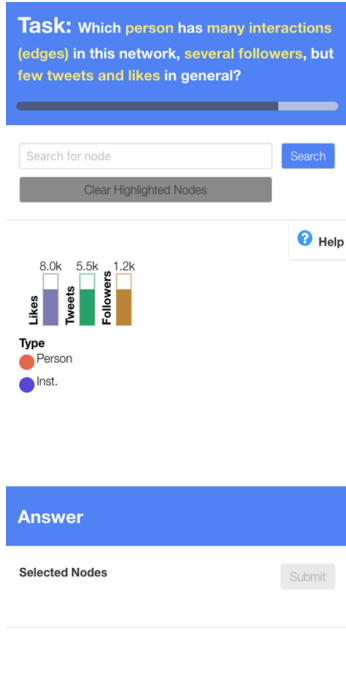 Task: Which person has many interactions
(edges) in this network, several followers, but
few tweets and likes in general?
Search for node
Search
Clear Highlighted Nodes
? Help
8.0k 5.5k 1.2k
Likes Tweets Followers
Type
Person
Inst.
Answer
Selected Nodes
Submit